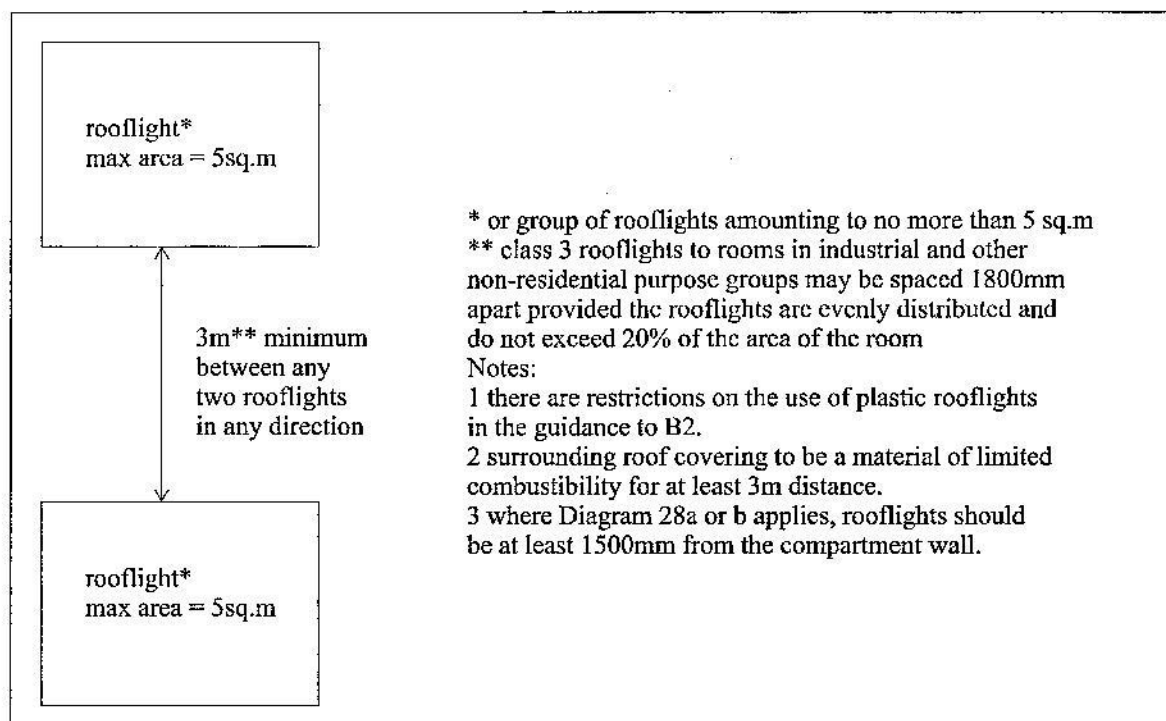 rooflight*
max area = 5sq.m
3m** minimum
between any
two rooflights
in any direction
rooflight*
max area = 5sq.m
* or group of rooflights amounting to no more than 5 sq.m
** class 3 rooflights to rooms in industrial and other
non-residential purpose groups may be spaced 1800mm
apart provided the rooflights are evenly distributed and
do not exceed 20% of the area of the room
Notes:
1 there are restrictions on the use of plastic rooflights
in the guidance to B2.
2 surrounding roof covering to be a material of limited
combustibility for at least 3m distance.
3 where Diagram 28a or b applies, rooflights should
be at least 1500mm from the compartment wall.